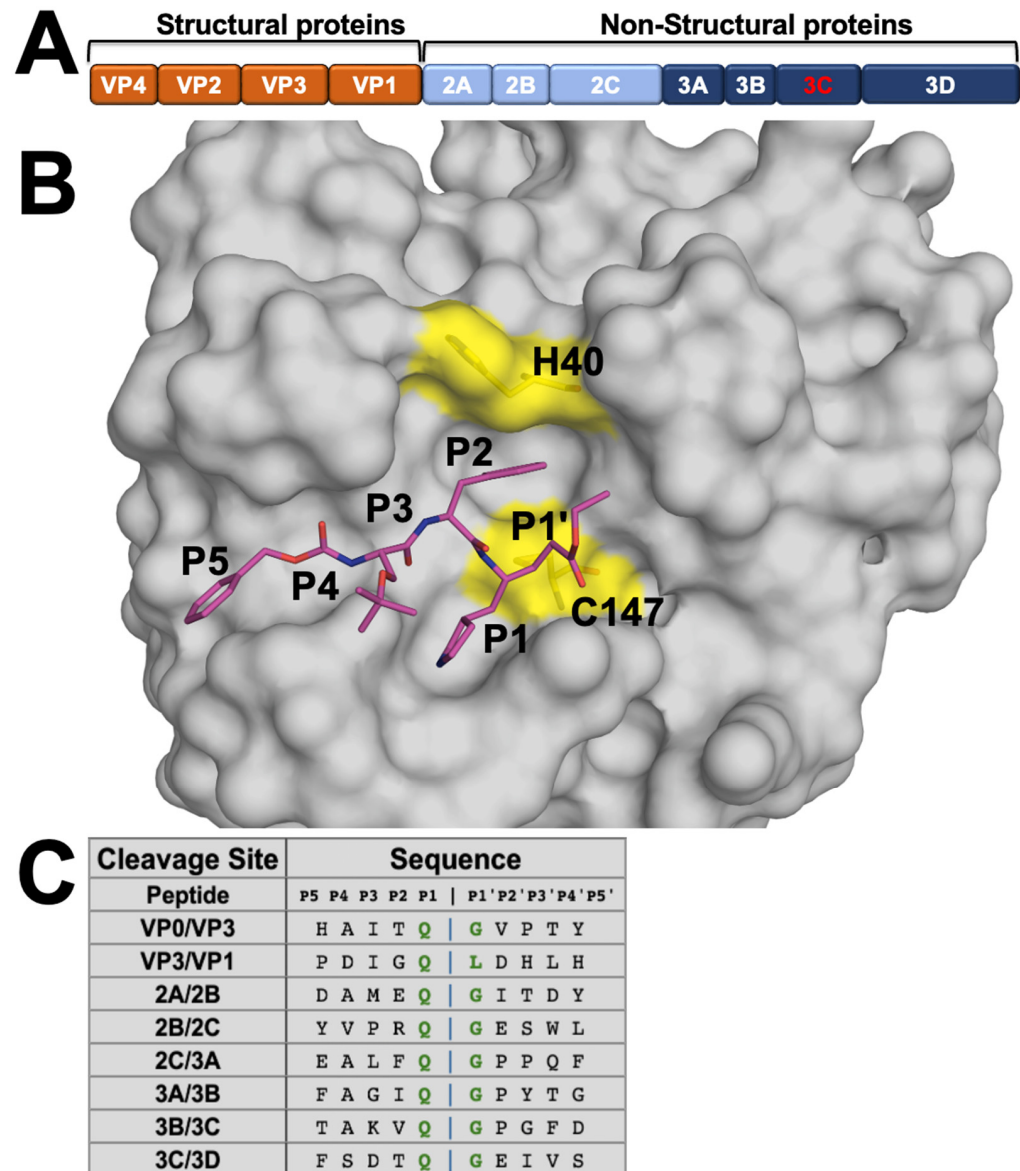 A
Structural proteins Non-Structural proteins
VP4 VP2 VP3 VP1 2A 2B 2C 3A 3B 3C 3D
B
H40
P2
P3
P1'
P5
P4
C147
P1
C
Cleavage Site Sequence
Peptide P5 P4 P3 P2 P1 | P1' P2' P3' P4' P5'
VP0/VP3 H A I T Q | G V P T Y
VP3/VP1 P D I G Q | L D H L H
2A/2B D A M E Q | G I T D Y
2B/2C Y V P R Q | G E S W L
2C/3A E A L F Q | G P P Q F
3A/3B F A G I Q | G P Y T G
3B/3C T A K V Q | G P G F D
3C/3D F S D T Q | G E I V S